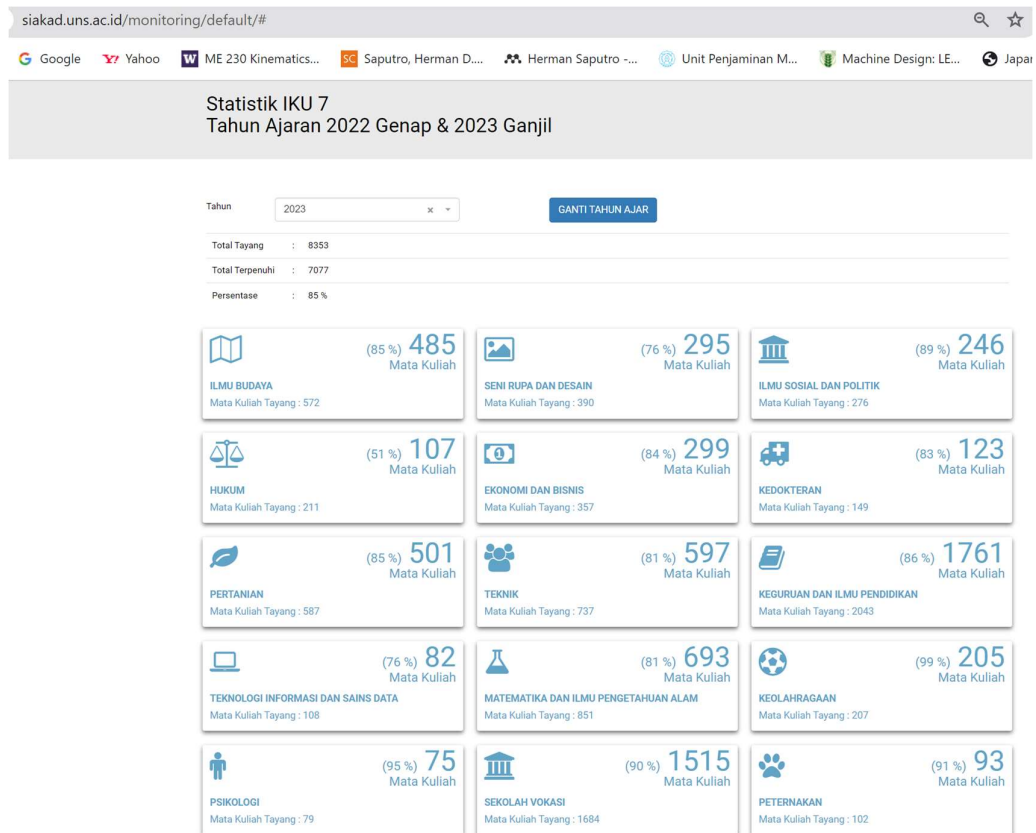 siakad.uns.ac.id/monitoring/default/#
Google Yahoo ME 230 Kinematics... Saputro, Herman D.... Herman Saputro -... Unit Penjaminan M... Machine Design: LE... Japan
Statistik IKU 7
Tahun Ajaran 2022 Genap & 2023 Ganjil
Tahun 2023 GANTI TAHUN AJAR
Total Tayang : 8353
Total Terpenuhi : 7077
Persentase : 85 %
(85 %) 485
Mata Kuliah
ILMU BUDAYA
Mata Kuliah Tayang : 572
(76 %) 295
Mata Kuliah
SENI RUPA DAN DESAIN
Mata Kuliah Tayang : 390
(89 %) 246
Mata Kuliah
ILMU SOSIAL DAN POLITIK
Mata Kuliah Tayang : 276
(51 %) 107
Mata Kuliah
HUKUM
Mata Kuliah Tayang : 211
(84 %) 299
Mata Kuliah
EKONOMI DAN BISNIS
Mata Kuliah Tayang : 357
(83 %) 123
Mata Kuliah
KEDOKTERAN
Mata Kuliah Tayang : 149
(85 %) 501
Mata Kuliah
PERTANIAN
Mata Kuliah Tayang : 587
(81 %) 597
Mata Kuliah
TEKNIK
Mata Kuliah Tayang : 737
(86 %) 1761
Mata Kuliah
KEGURUAN DAN ILMU PENDIDIKAN
Mata Kuliah Tayang : 2043
(76 %) 82
Mata Kuliah
TEKNOLOGI INFORMASI DAN SAINS DATA
Mata Kuliah Tayang : 108
(81 %) 693
Mata Kuliah
MATEMATIKA DAN ILMU PENGETAHUAN ALAM
Mata Kuliah Tayang : 851
(99 %) 205
Mata Kuliah
KEOLAHRAGAAN
Mata Kuliah Tayang : 207
(95 %) 75
Mata Kuliah
PSIKOLOGI
Mata Kuliah Tayang : 79
(90 %) 1515
Mata Kuliah
SEKOLAH VOKASI
Mata Kuliah Tayang : 1684
(91 %) 93
Mata Kuliah
PETERNAKAN
Mata Kuliah Tayang : 102